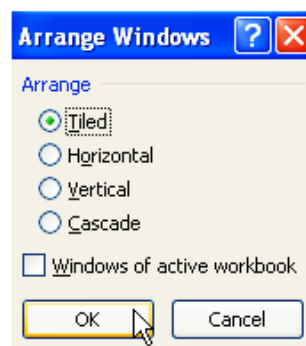 Arrange Windows ?
Arrange
Tiled
Horizontal
Vertical
Cascade
Windows of active workbook
OK Cancel